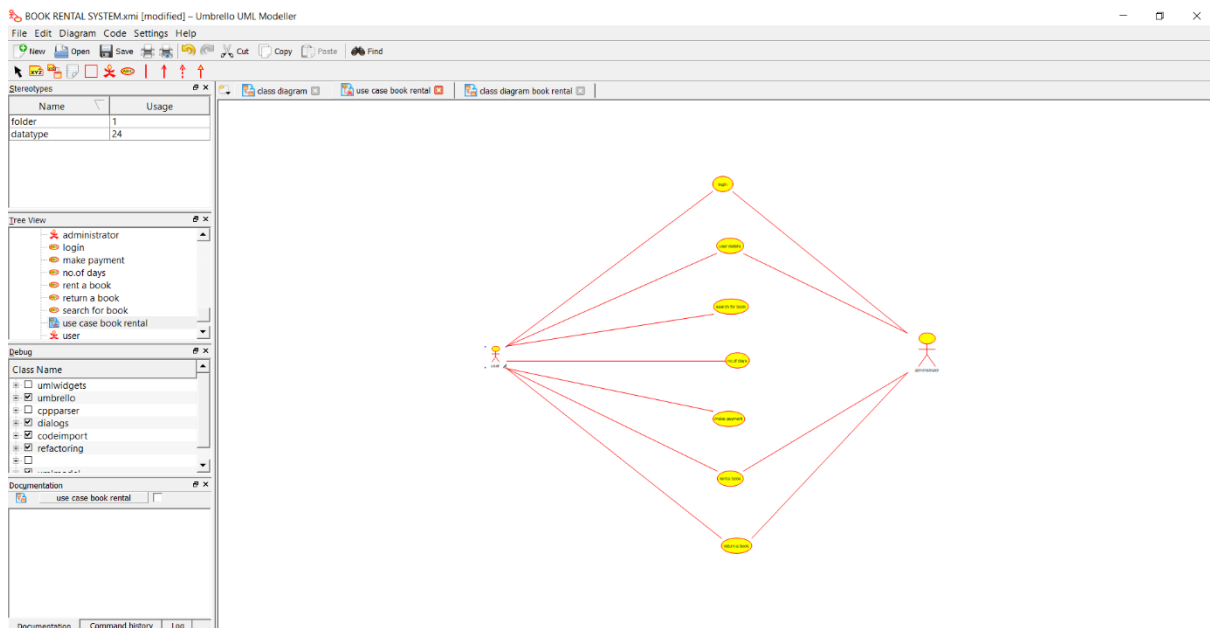 BOOK RENTAL SYSTEM.xmi [modified] – Umbrello UML Modeller
File Edit Diagram Code Settings Help
New Open Save Cut Copy Paste Find
XYZ
Stereotypes
class diagram use case book rental class diagram book rental
Name Usage
folder 1
datatype 24
Tree View
administrator
login
make payment
no.of days
rent a book
return a book
search for book
use case book rental
user
Debug
Class Name
umlwidgets
umbrello
cppparser
dialogs
codeimport
refactoring
Documentation
use case book rental
Documentation Command history Log
login
search for book
no.of days
make payment
return a book
user
administrator